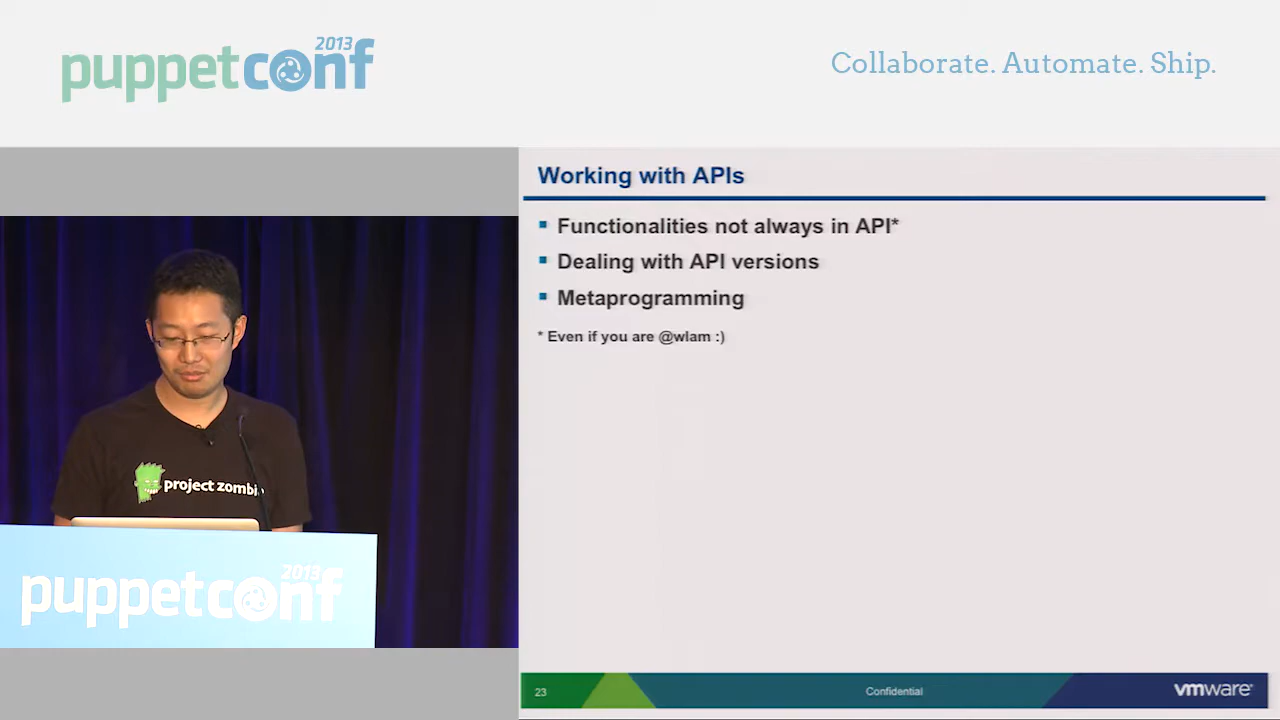 puppetconf 2013
Collaborate. Automate. Ship.
Working with APIs
Functionalities not always in API*
Dealing with API versions
Metaprogramming
* Even if you are @wlam :)
project zombi
puppetconf 2013
23
Confidential
vmware